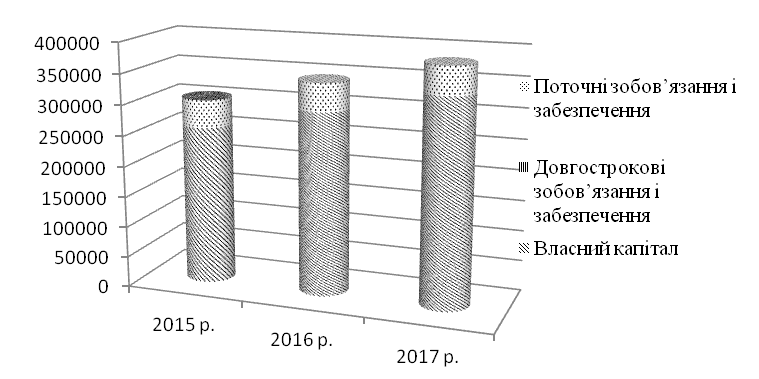 400000
350000
300000
250000
200000
150000
100000
50000
0
2015 р.
2016 р.
2017 р.
Поточні зобов’язання і
забезпечення
Довгострокові
зобов’язання і
забезпечення
Власний капітал